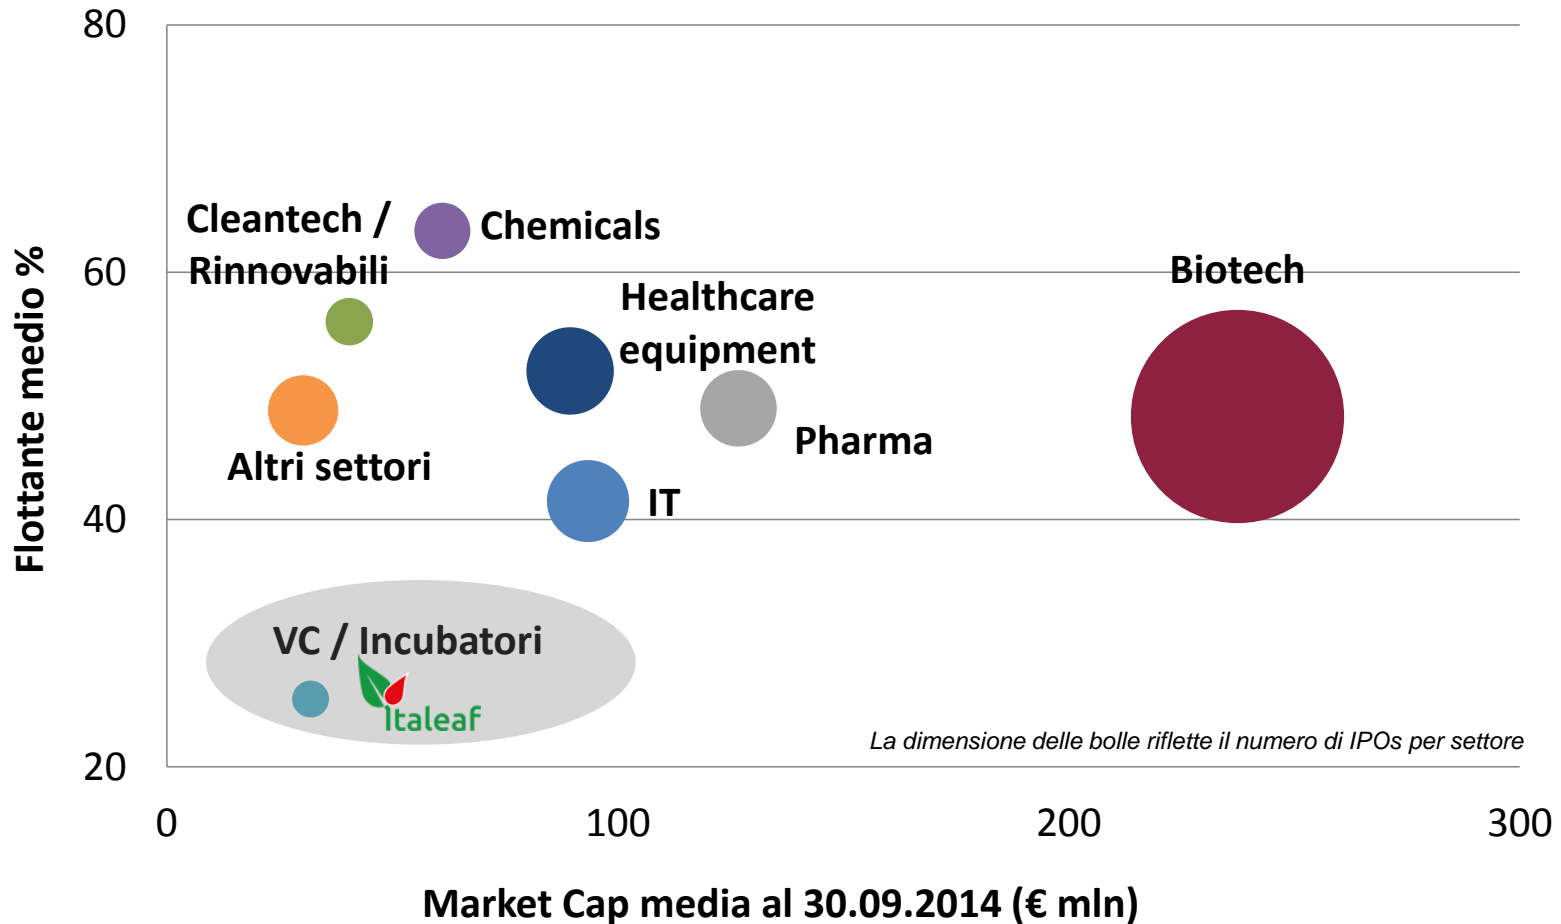 80
60
40
20
Flottante medio %
Cleantech /
Rinnovabili
Chemicals
Healthcare
equipment
Biotech
Pharma
Altri settori
IT
VC / Incubatori
Italeaf
La dimensione delle bolle riflette il numero di IPOs per settore
0
100
200
300
Market Cap media al 30.09.2014 (€ mln)